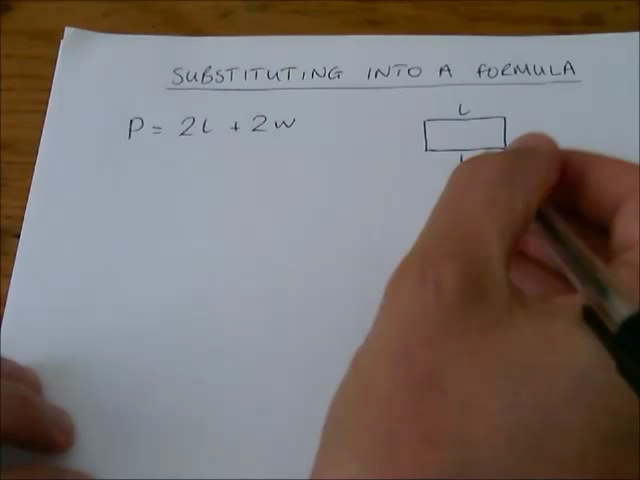 SUBSTITUTING INTO A FORMULA
P = 2L + 2W
L
L